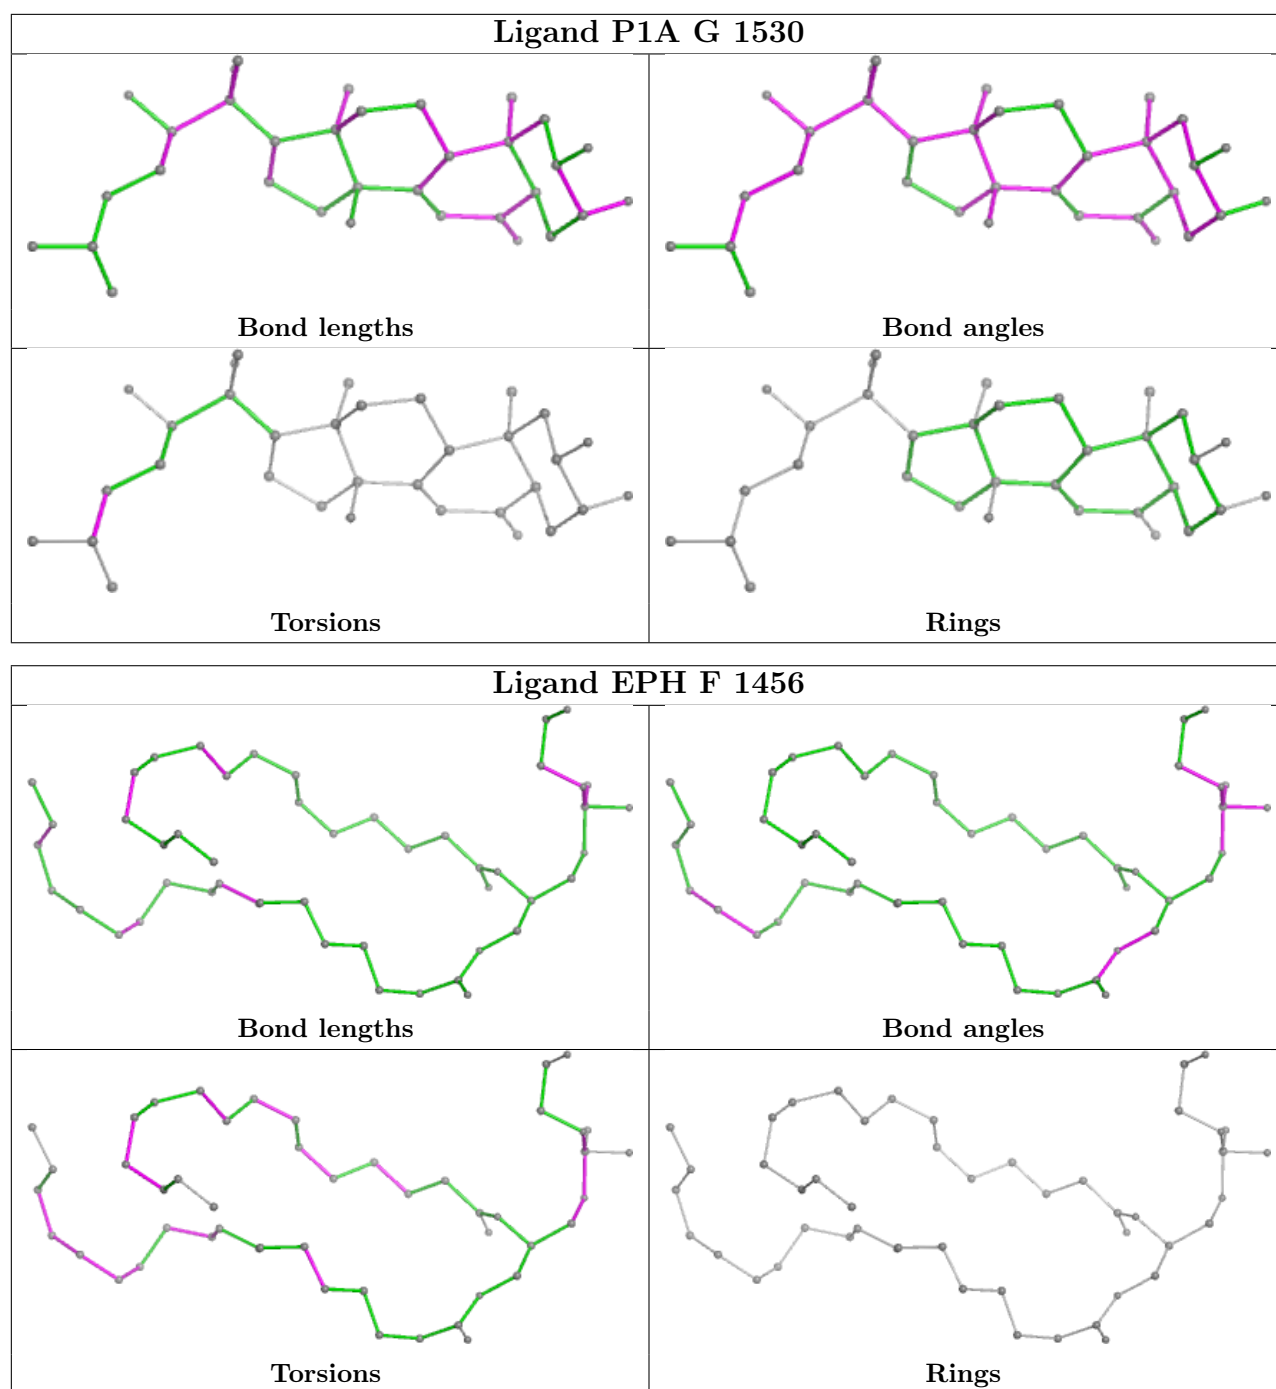 Ligand P1A G 1530
Bond lengths
Bond angles
Torsions
Rings
Ligand EPH F 1456
Bond lengths
Bond angles
Torsions
Rings